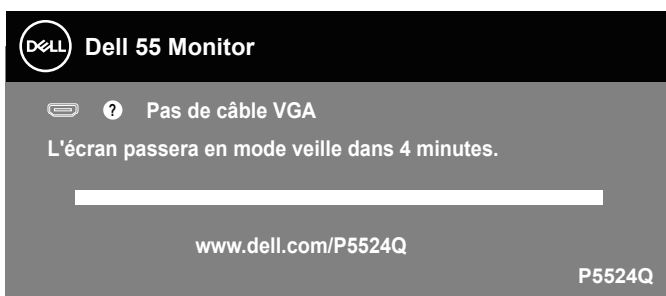 DELL Dell 55 Monitor
? Pas de câble VGA
L'écran passera en mode veille dans 4 minutes.
www.dell.com/P5524Q
P5524Q